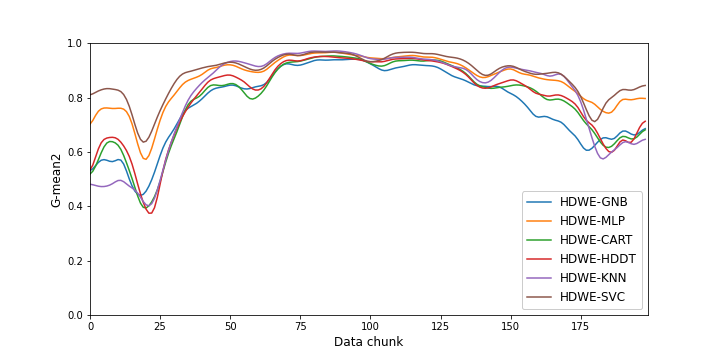 G-mean2
1.0
0.8
0.6
0.4
0.2
0.0
0 25 50 75 100 125 150 175
Data chunk
HDWE-GNB
HDWE-MLP
HDWE-CART
HDWE-HDDT
HDWE-KNN
HDWE-SVC